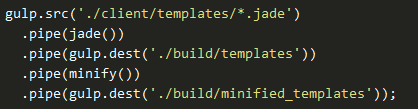 gulp.src('./client/templates/*.jade')
  .pipe(jade())
  .pipe(gulp.dest('./build/templates'))
  .pipe(minify())
  .pipe(gulp.dest('./build/minified_templates'));